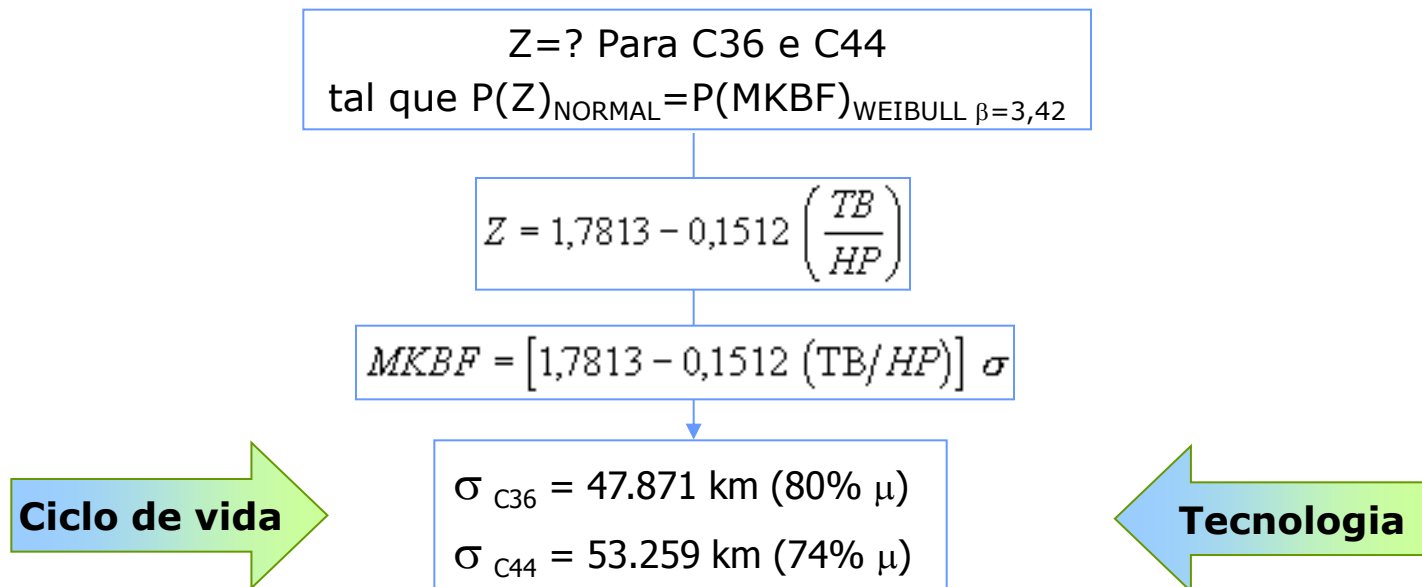 Z=? Para C36 e C44
tal que P(Z)NORMAL=P(MKBF)WEIBULL β=3,42
Z = 1,7813 − 0,1512 (TB/HP)
MKBF = [1,7813 − 0,1512 (TB/HP)] σ
Ciclo de vida
σ C36 = 47.871 km (80% μ)
σ C44 = 53.259 km (74% μ)
Tecnologia